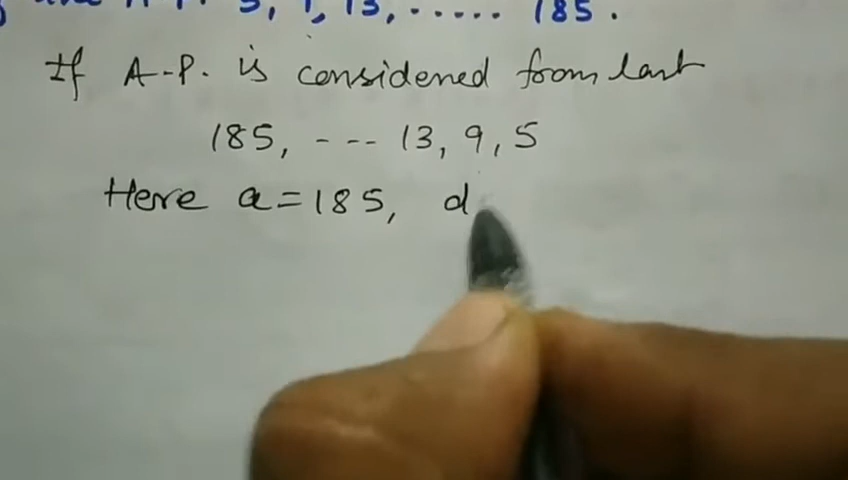 A.P. 5, 9, 13, ..... 185.
If A-P. is considered from last
185, --- 13, 9, 5
Here a=185, d